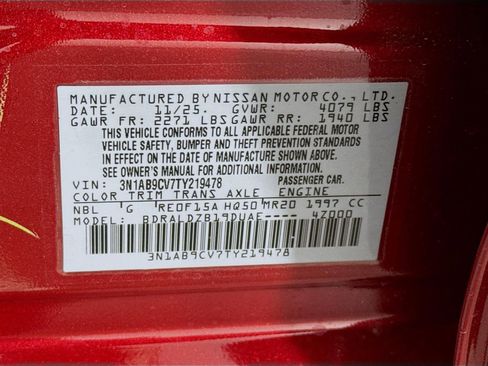 MANUFACTURED BY NISSAN MOTOR CO., LTD.
DATE: 11/25 GVWR: 4079 LBS
GAWR FR: 2271 LBS GAWR RR: 1940 LBS
THIS VEHICLE CONFORMS TO ALL APPLICABLE FEDERAL MOTOR
VEHICLE SAFETY, BUMPER AND THEFT PREVENTION STANDARDS
IN EFFECT ON THE DATE OF MANUFACTURE SHOWN ABOVE.
SEE OWNER'S MANUAL FOR ADDITIONAL INFORMATION.
VIN: 3N1AB9CV7TY219478 PASSENGER CAR.
COLOR TRIM TRANS AXLE ENGINE
NBL G RE0F15A HQ50 MR20 1997 CC
MODEL: BDRALDZB19DUAE---- 4Z000
3N1AB9CV7TY219478